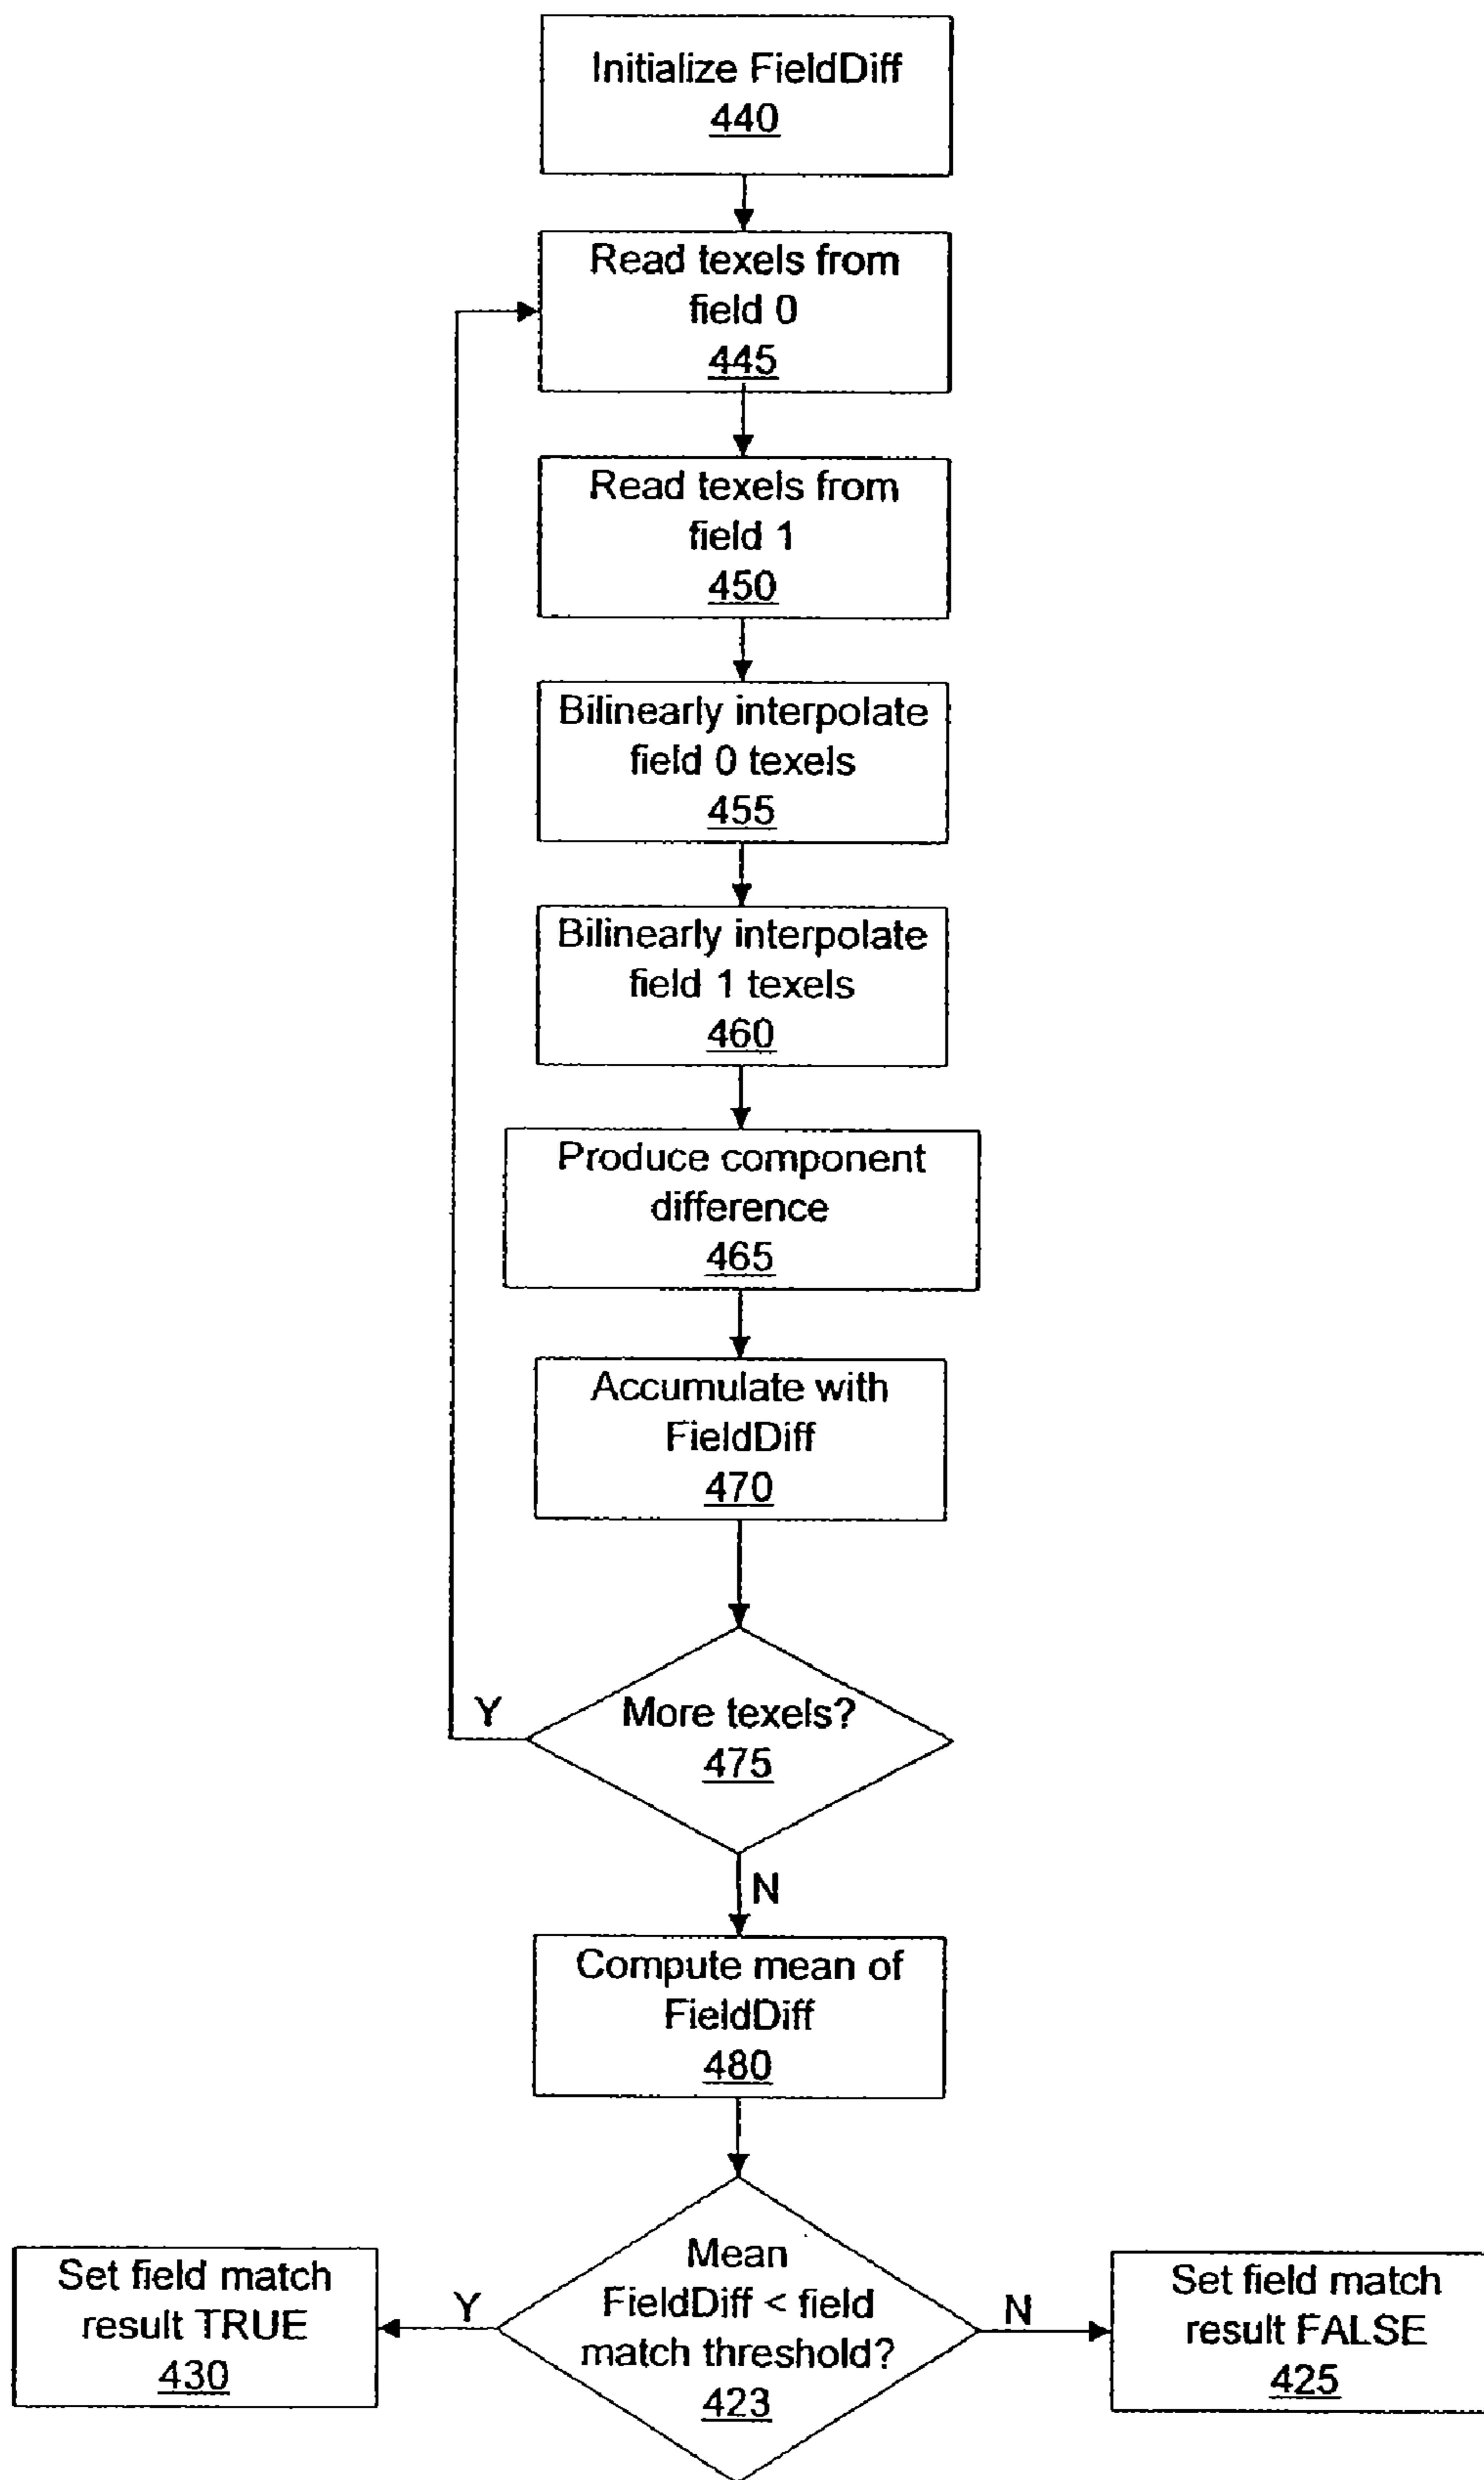 Initialize FieldDiff
440
Read texels from
field 0
445
Read texels from
field 1
450
Bilinearly interpolate
field 0 texels
455
Bilinearly interpolate
field 1 texels
460
Produce component
difference
465
Accumulate with
FieldDiff
470
Y
More texels?
475
N
Compute mean of
FieldDiff
480
Set field match
result TRUE
430
Y
Mean
FieldDiff < field
match threshold?
423
N
Set field match
result FALSE
425